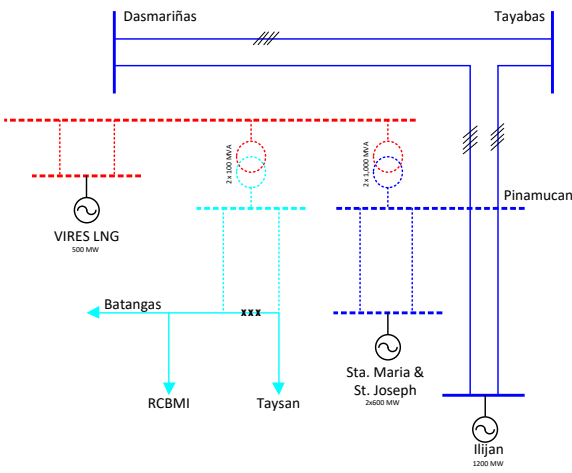 Dasmariñas
Tayabas
2 x 100 MVA
2 x 1,000 MVA
Pinamucan
VIRES LNG
500 MW
Batangas
xxx
RCBMI
Taysan
Sta. Maria &
St. Joseph
2x600 MW
Ilijan
1200 MW